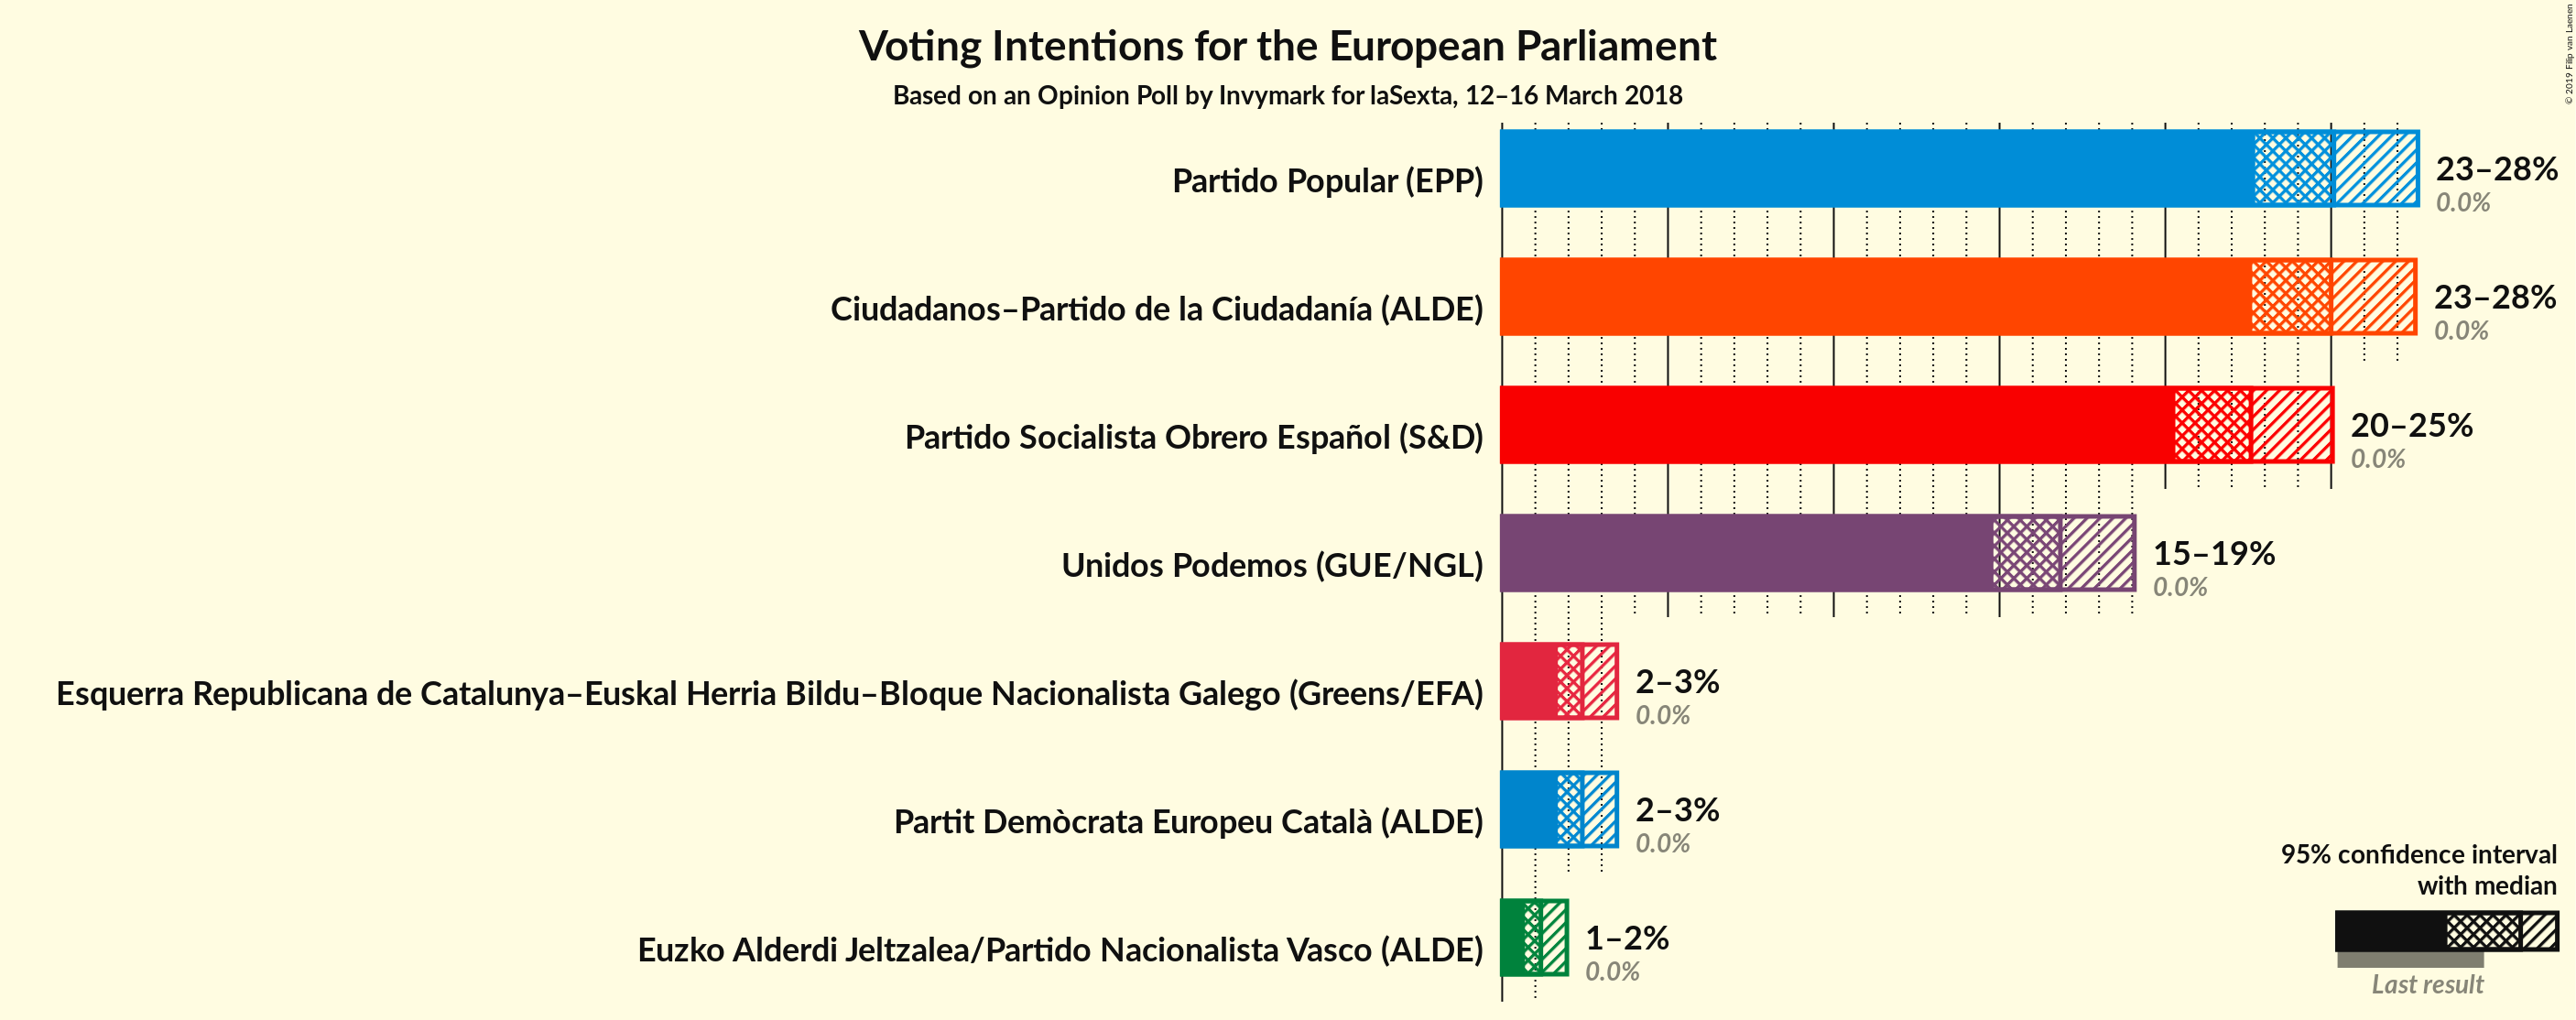 Voting Intentions for the European Parliament
Based on an Opinion Poll by Invymark for laSexta, 12–16 March 2018
© 2019 Filip van Laenen
Partido Popular (EPP)
23–28%
0.0%
Ciudadanos–Partido de la Ciudadanía (ALDE)
23–28%
0.0%
Partido Socialista Obrero Español (S&D)
20–25%
0.0%
Unidos Podemos (GUE/NGL)
15–19%
0.0%
Esquerra Republicana de Catalunya–Euskal Herria Bildu–Bloque Nacionalista Galego (Greens/EFA)
2–3%
0.0%
Partit Demòcrata Europeu Català (ALDE)
2–3%
0.0%
Euzko Alderdi Jeltzalea/Partido Nacionalista Vasco (ALDE)
1–2%
0.0%
95% confidence interval
with median
Last result